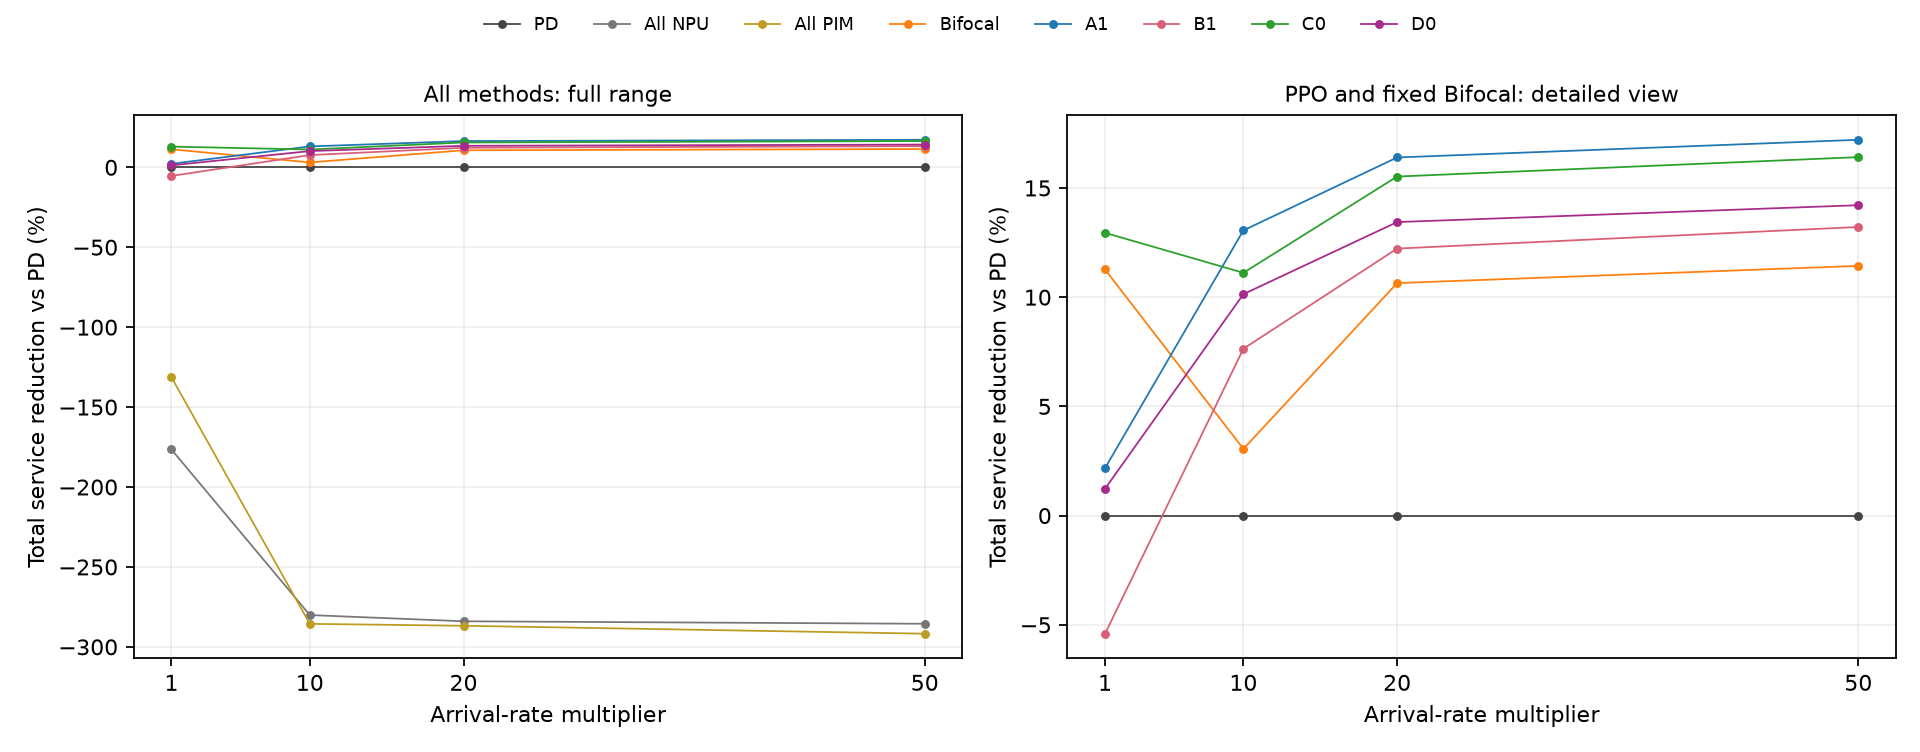 PD All NPU All PIM Bifocal A1 B1 C0 D0
All methods: full range
Total service reduction vs PD (%)
0
−50
−100
−150
−200
−250
−300
1 10 20 50
Arrival-rate multiplier
PPO and fixed Bifocal: detailed view
Total service reduction vs PD (%)
15
10
5
0
−5
1 10 20 50
Arrival-rate multiplier